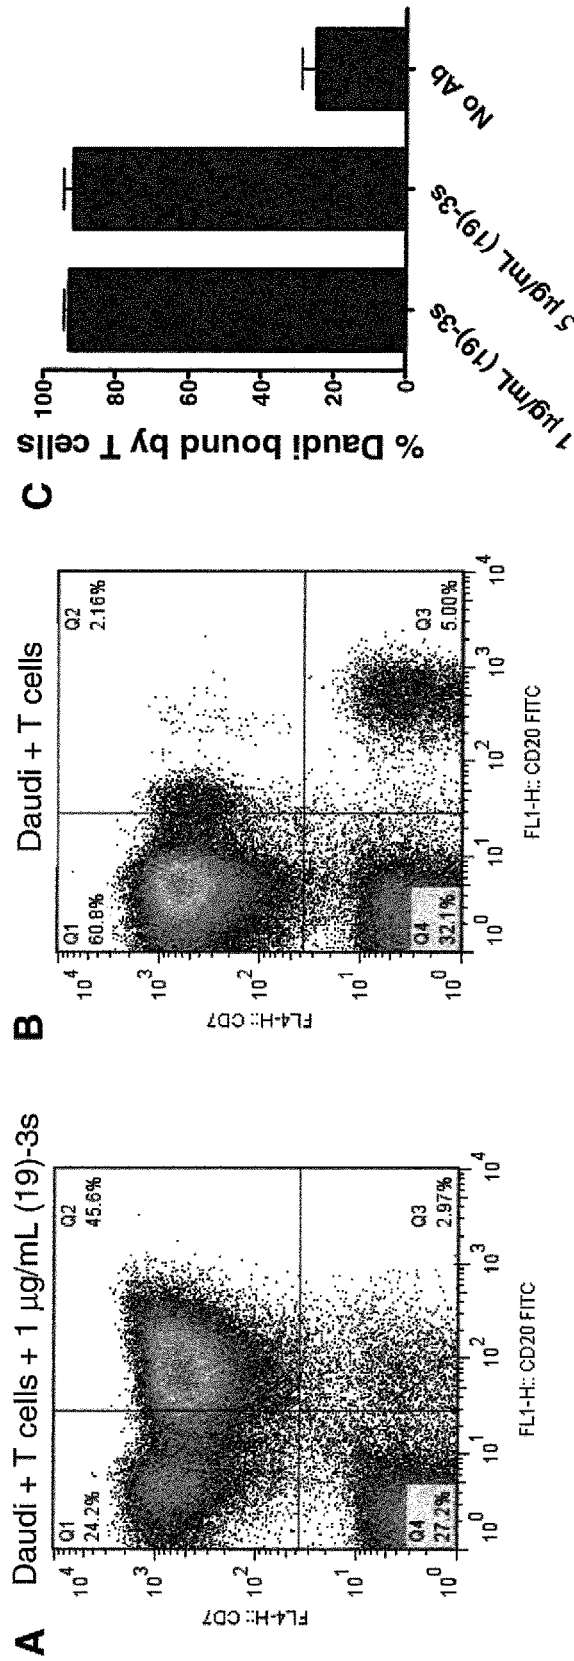 A
Daudi + T cells + 1 µg/mL (19)-3s
Q1
24.2%
Q2
45.6%
Q3
2.97%
Q4
27.2%
10^4
10^3
10^2
10^1
10^0
FL4-H:: CD7
10^0
10^1
10^2
10^3
10^4
FL1-H:: CD20 FITC
B
Daudi + T cells
Q1
60.8%
Q2
2.16%
Q3
5.00%
Q4
32.1%
10^4
10^3
10^2
10^1
10^0
FL4-H:: CD7
10^0
10^1
10^2
10^3
10^4
FL1-H:: CD20 FITC
C
% Daudi bound by T cells
100
80
60
40
20
0
1 µg/mL (19)-3s
5 µg/mL (19)-3s
No Ab